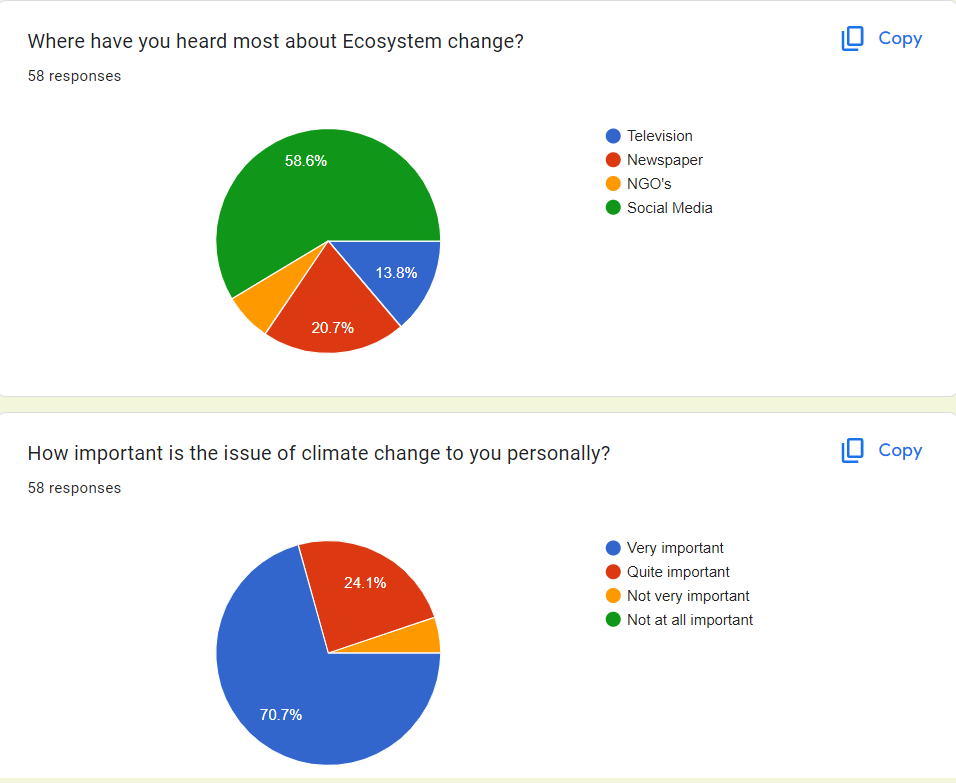 Where have you heard most about Ecosystem change?
Copy
58 responses
58.6%
13.8%
20.7%
Television
Newspaper
NGO's
Social Media
How important is the issue of climate change to you personally?
Copy
58 responses
24.1%
70.7%
Very important
Quite important
Not very important
Not at all important